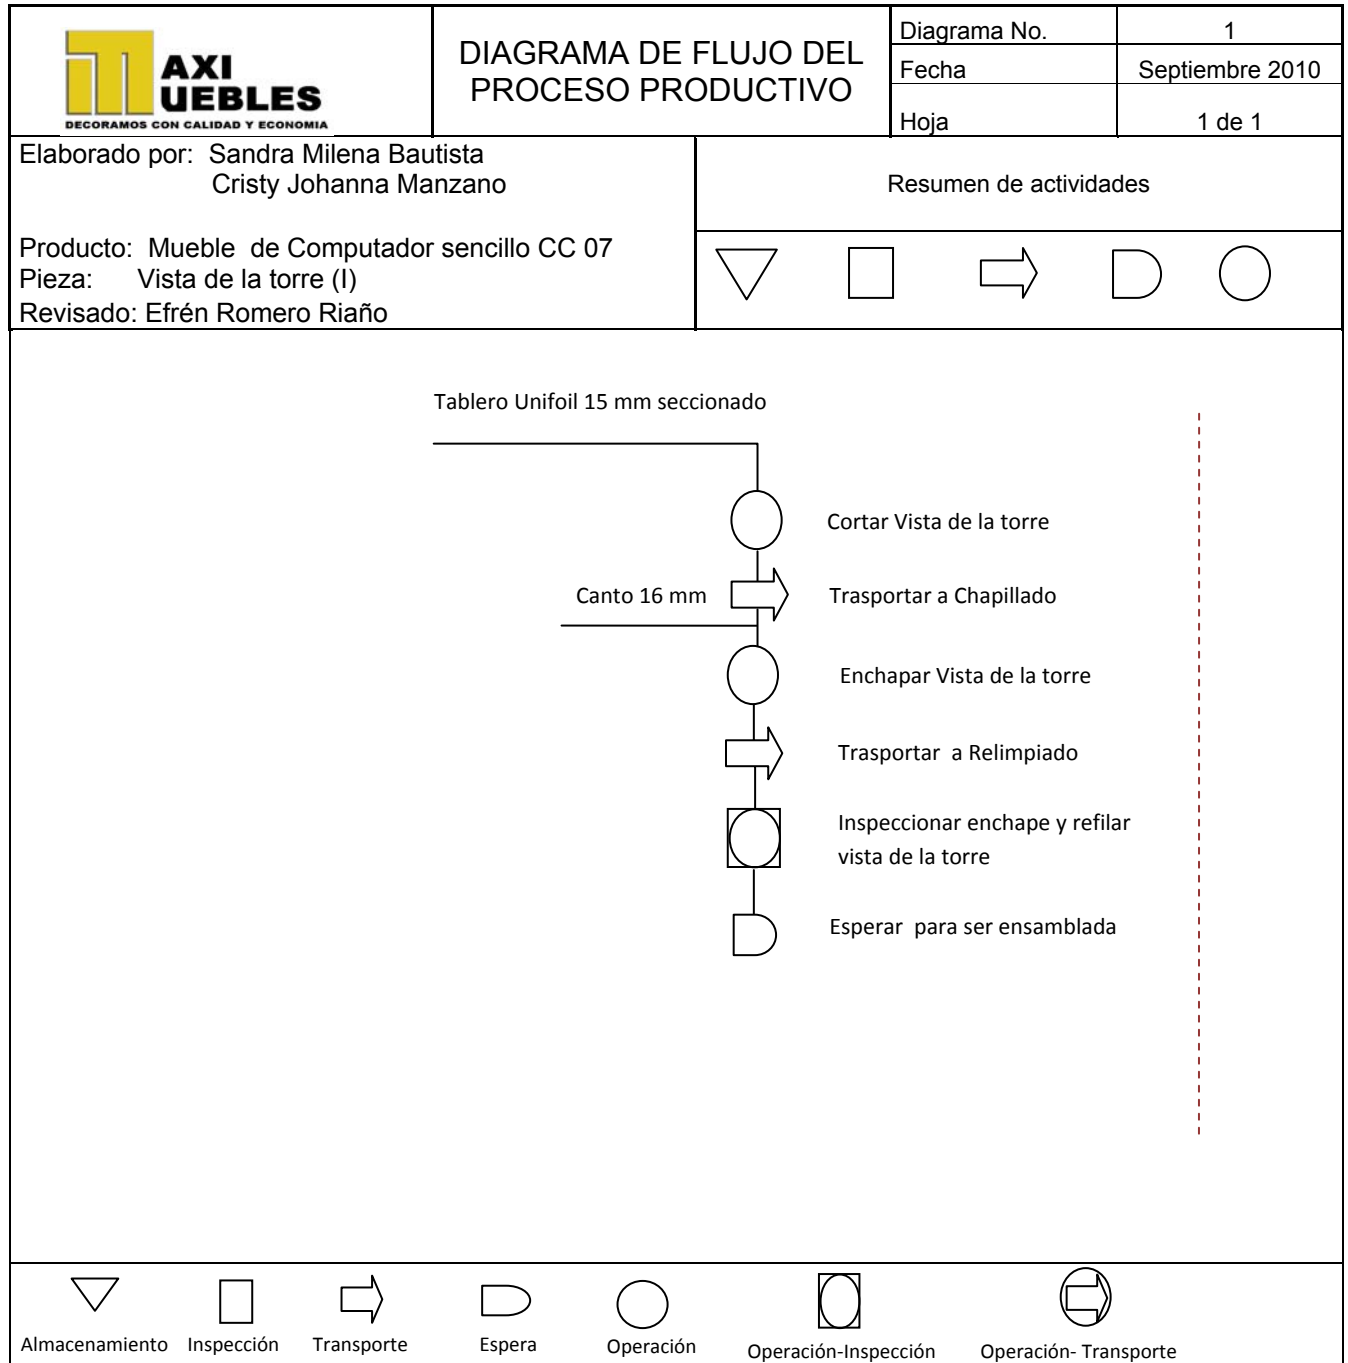 AXI
UEBLES
DECORAMOS CON CALIDAD Y ECONOMIA
DIAGRAMA DE FLUJO DEL
PROCESO PRODUCTIVO
Diagrama No. 1
Fecha Septiembre 2010
Hoja 1 de 1
Elaborado por: Sandra Milena Bautista
Cristy Johanna Manzano
Producto: Mueble de Computador sencillo CC 07
Pieza: Vista de la torre (I)
Revisado: Efrén Romero Riaño
Resumen de actividades
Tablero Unifoil 15 mm seccionado
Cortar Vista de la torre
Canto 16 mm
Trasportar a Chapillado
Enchapar Vista de la torre
Trasportar a Relimpiado
Inspeccionar enchape y refilar
vista de la torre
Esperar para ser ensamblada
Almacenamiento
Inspección
Transporte
Espera
Operación
Operación-Inspección
Operación- Transporte